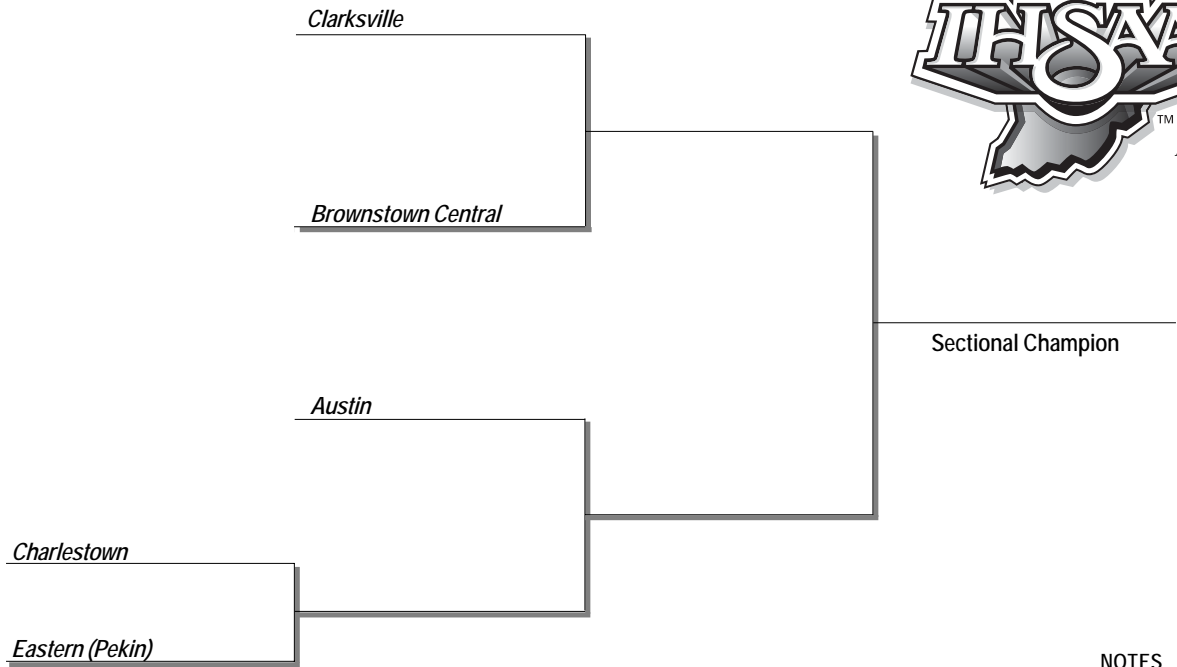 Clarksville
IHSAA
TM
Brownstown Central
Sectional Champion
Austin
Charlestown
Eastern (Pekin)
NOTES